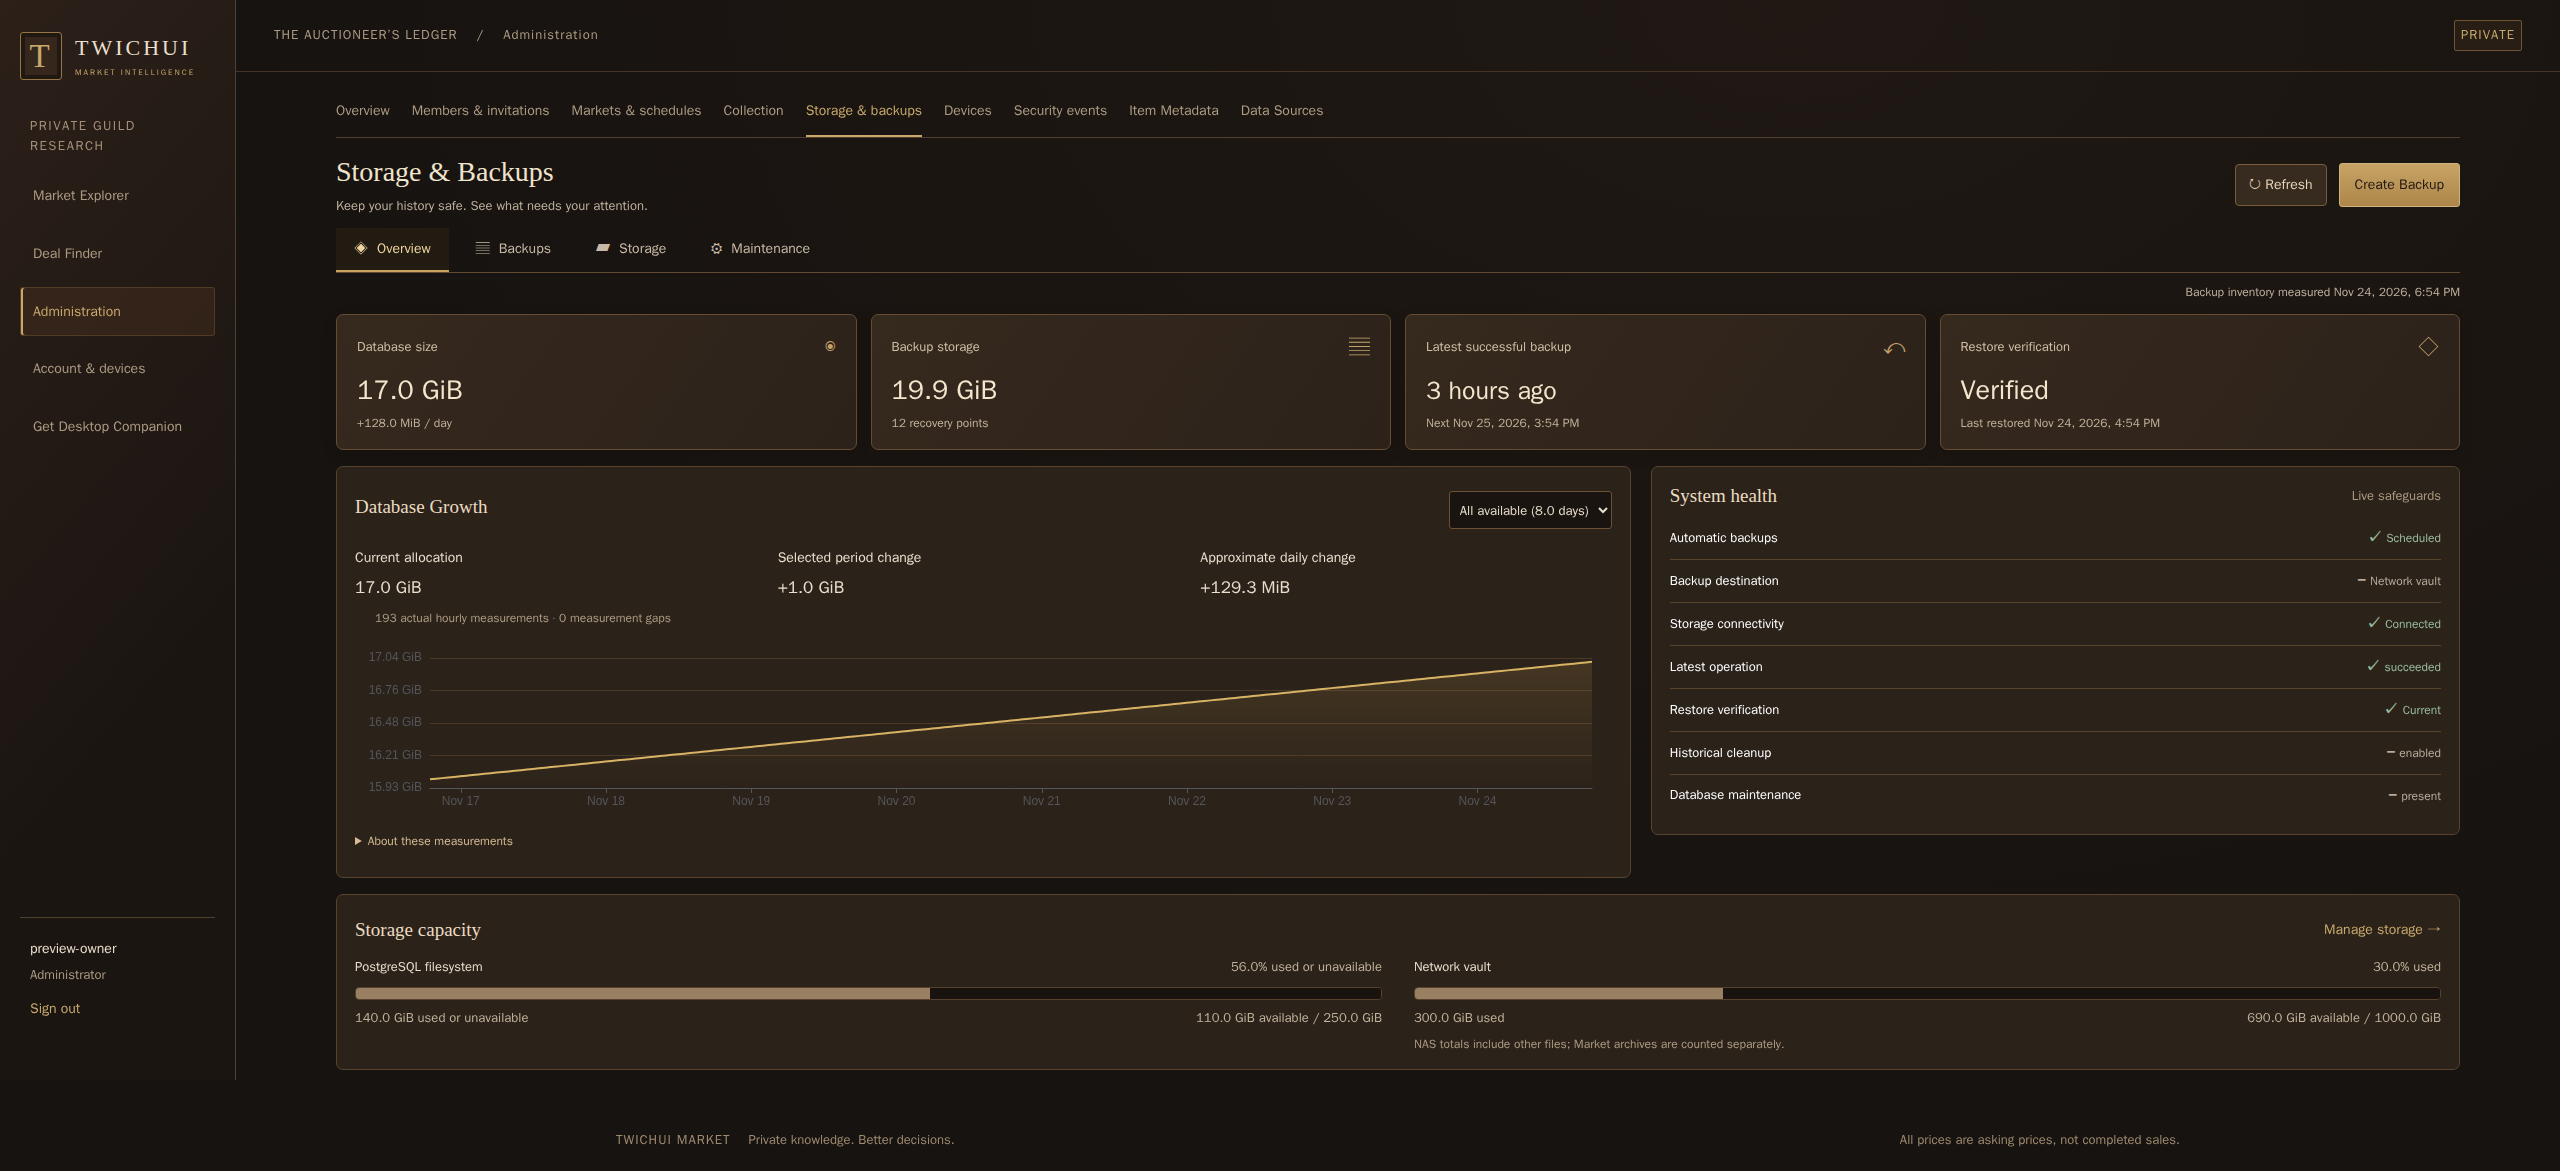 T
TWICHUI
MARKET INTELLIGENCE
PRIVATE GUILD
RESEARCH
Market Explorer
Deal Finder
Administration
Account & devices
Get Desktop Companion
preview-owner
Administrator
Sign out
THE AUCTIONEER'S LEDGER / Administration
PRIVATE
Overview Members & invitations Markets & schedules Collection Storage & backups Devices Security events Item Metadata Data Sources
Storage & Backups
Keep your history safe. See what needs your attention.
↻ Refresh
Create Backup
◈ Overview
Backups
Storage
⚙ Maintenance
Backup inventory measured Nov 24, 2026, 6:54 PM
Database size
17.0 GiB
+128.0 MiB / day
Backup storage
19.9 GiB
12 recovery points
Latest successful backup
3 hours ago
Next Nov 25, 2026, 3:54 PM
Restore verification
Verified
Last restored Nov 24, 2026, 4:54 PM
Database Growth
All available (8.0 days)
Current allocation
17.0 GiB
Selected period change
+1.0 GiB
Approximate daily change
+129.3 MiB
193 actual hourly measurements · 0 measurement gaps
17.04 GiB
16.76 GiB
16.48 GiB
16.21 GiB
15.93 GiB
Nov 17 Nov 18 Nov 19 Nov 20 Nov 21 Nov 22 Nov 23 Nov 24
▶ About these measurements
System health
Live safeguards
Automatic backups ✓ Scheduled
Backup destination – Network vault
Storage connectivity ✓ Connected
Latest operation ✓ succeeded
Restore verification ✓ Current
Historical cleanup – enabled
Database maintenance – present
Storage capacity
Manage storage →
PostgreSQL filesystem 56.0% used or unavailable
140.0 GiB used or unavailable 110.0 GiB available / 250.0 GiB
Network vault 30.0% used
300.0 GiB used 690.0 GiB available / 1000.0 GiB
NAS totals include other files; Market archives are counted separately.
TWICHUI MARKET Private knowledge. Better decisions.
All prices are asking prices, not completed sales.